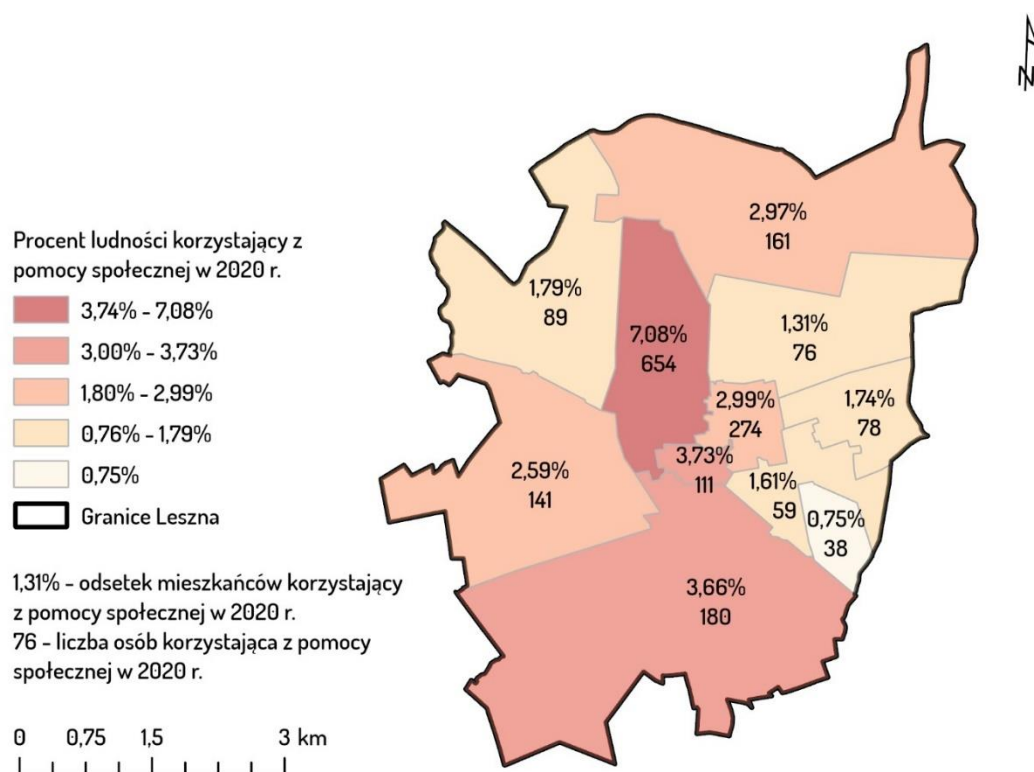 N
2,97%
161
Procent ludności korzystający z
pomocy społecznej w 2020 r.
3,74% - 7,08%
3,00% - 3,73%
1,80% - 2,99%
0,76% - 1,79%
0,75%
Granice Leszna
1,31% - odsetek mieszkańców korzystający
z pomocy społecznej w 2020 r.
76 - liczba osób korzystająca z pomocy
społecznej w 2020 r.
0 0,75 1,5 3 km
1,79%
89
7,08%
654
1,31%
76
2,99%
274
1,74%
78
3,73%
111
2,59%
141
1,61%
59
0,75%
38
3,66%
180